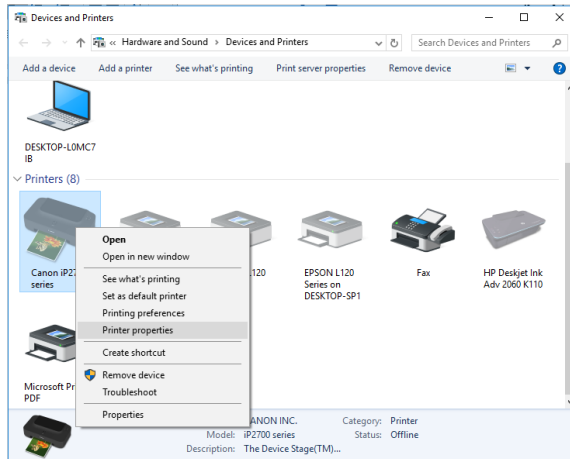 Devices and Printers
« Hardware and Sound > Devices and Printers
Search Devices and Printers
Add a device Add a printer See what's printing Print server properties Remove device
DESKTOP-L0MC7
IB
Printers (8)
Canon iP27
series
120
EPSON L120
Series on
DESKTOP-SP1
Fax
HP Deskjet Ink
Adv 2060 K110
Open
Open in new window
See what's printing
Set as default printer
Printing preferences
Printer properties
Create shortcut
Remove device
Troubleshoot
Properties
Microsoft Pr
PDF
ANON INC. Category: Printer
Model: iP2700 series Status: Offline
Description: The Device Stage(TM)...